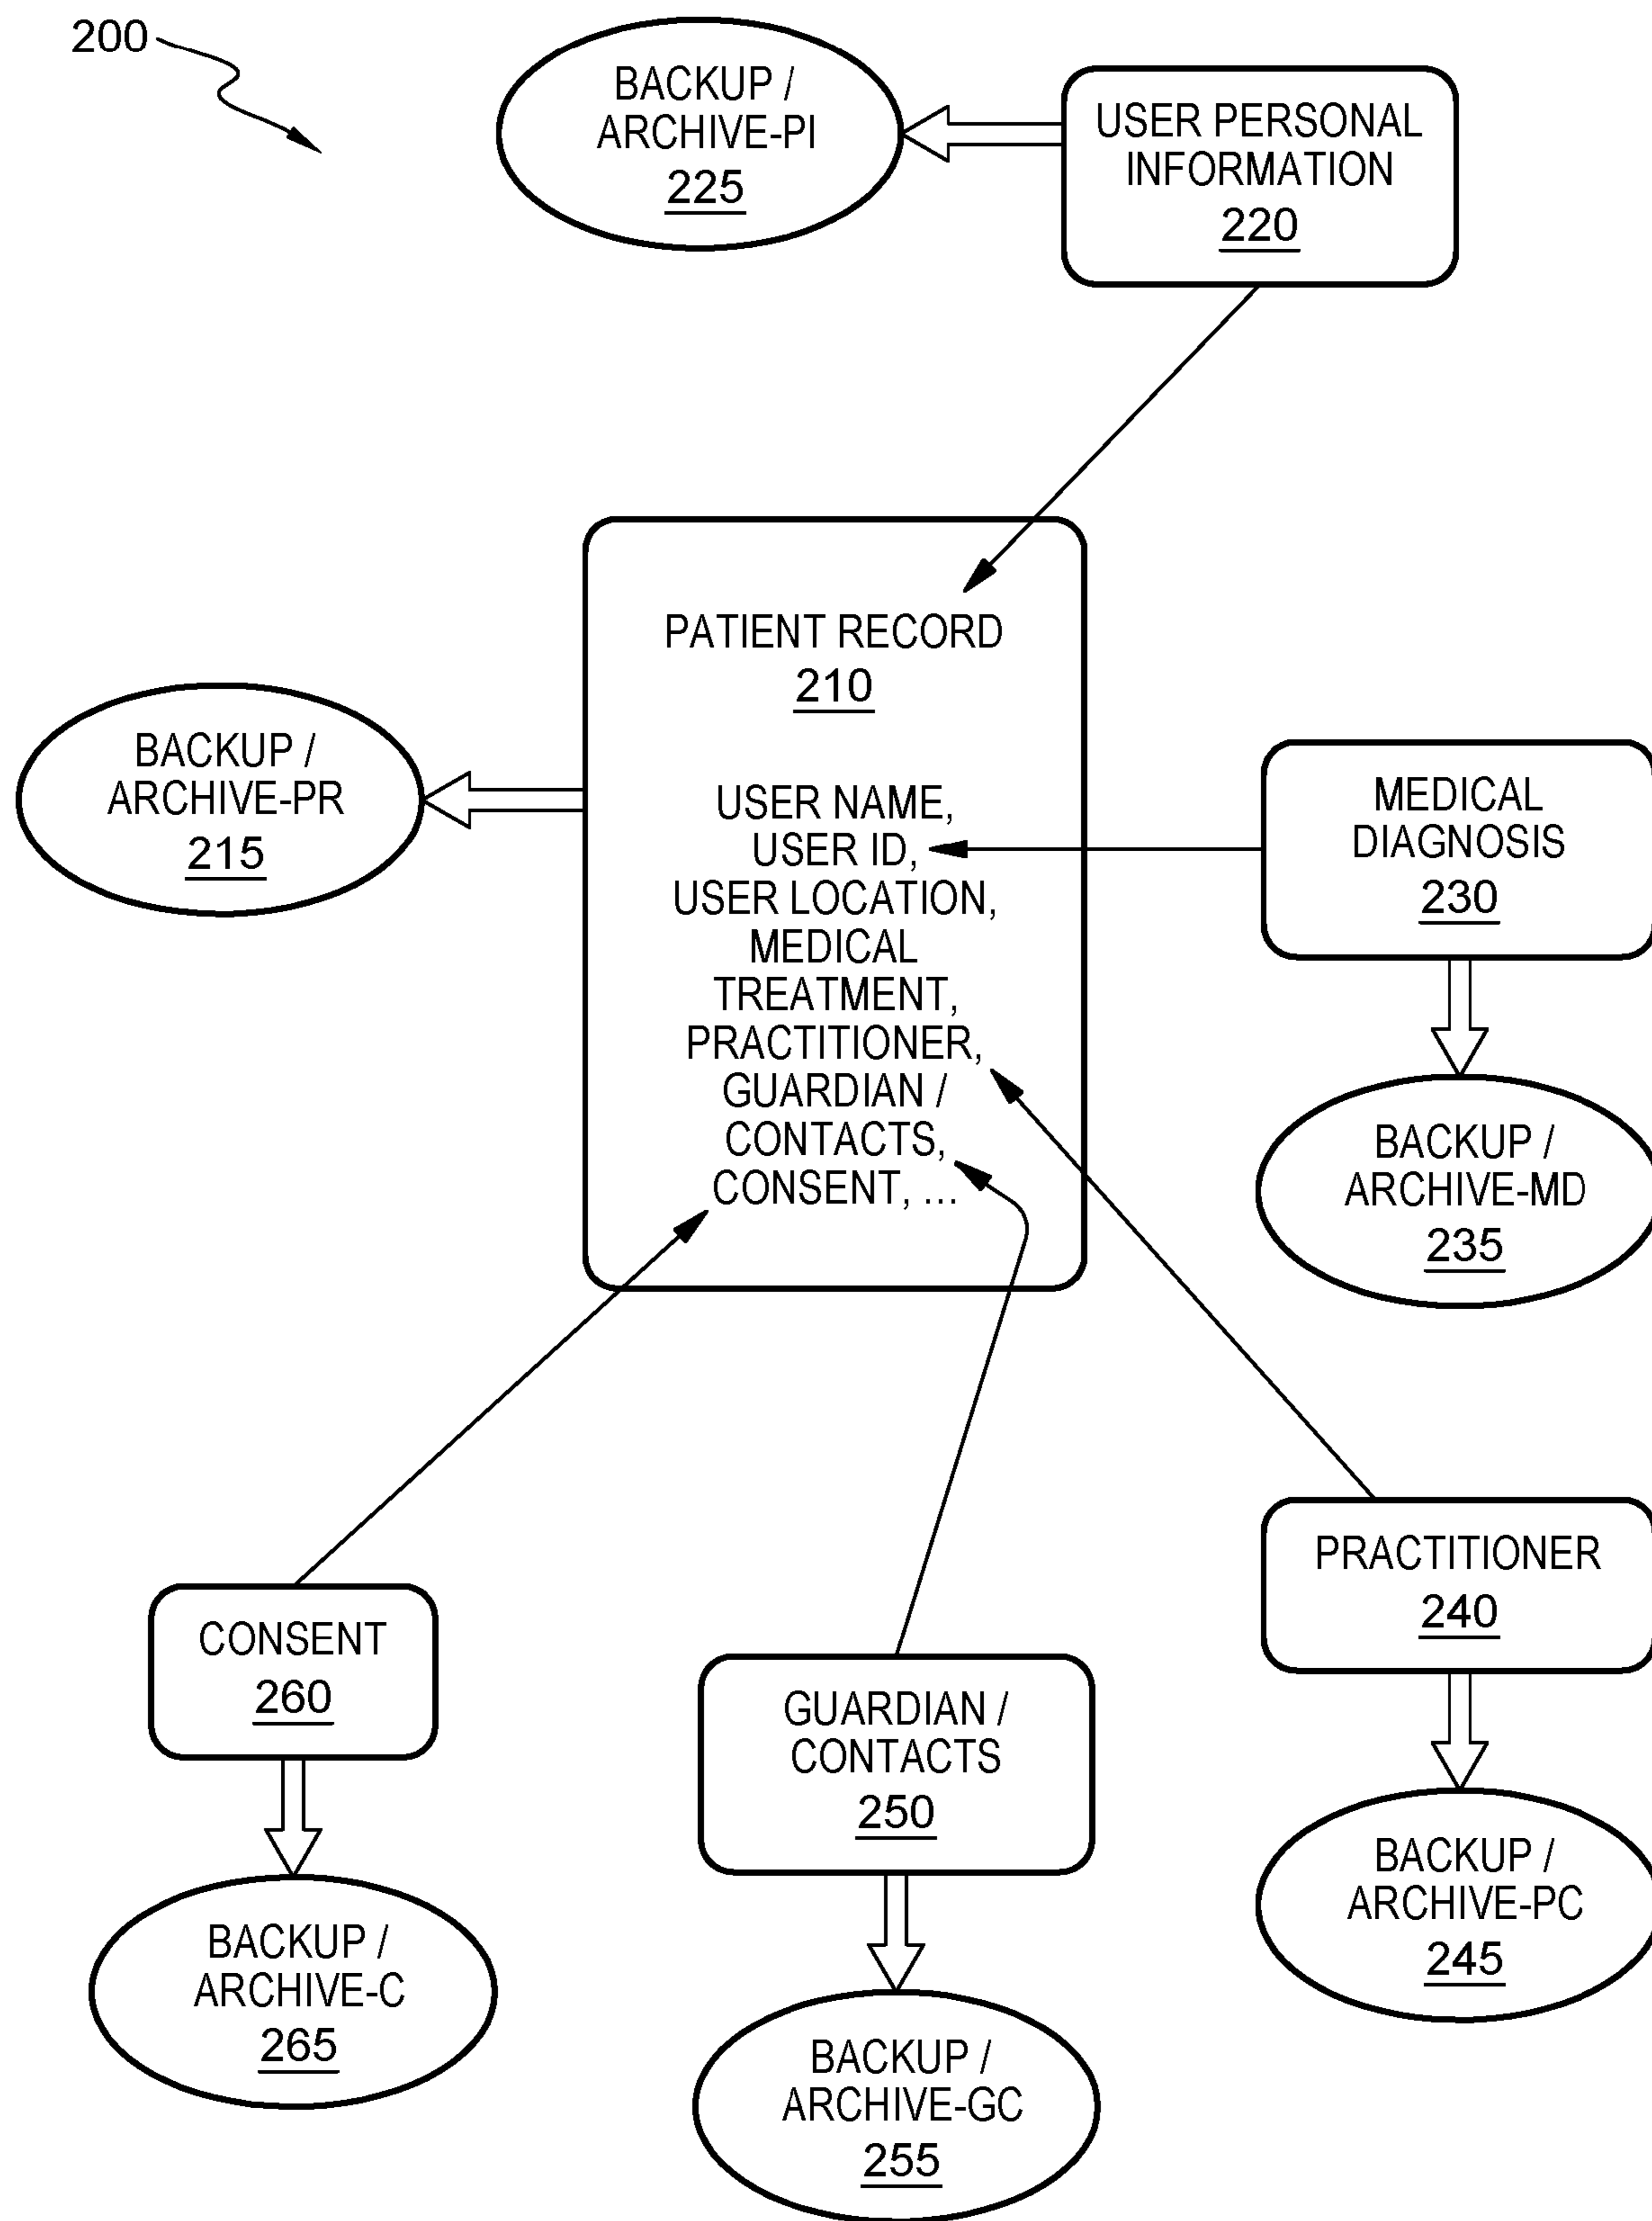 200
BACKUP /
ARCHIVE-PI
225
USER PERSONAL
INFORMATION
220
PATIENT RECORD
210
USER NAME,
USER ID,
USER LOCATION,
MEDICAL
TREATMENT,
PRACTITIONER,
GUARDIAN /
CONTACTS,
CONSENT, ...
BACKUP /
ARCHIVE-PR
215
MEDICAL
DIAGNOSIS
230
BACKUP /
ARCHIVE-MD
235
PRACTITIONER
240
BACKUP /
ARCHIVE-PC
245
CONSENT
260
BACKUP /
ARCHIVE-C
265
GUARDIAN /
CONTACTS
250
BACKUP /
ARCHIVE-GC
255